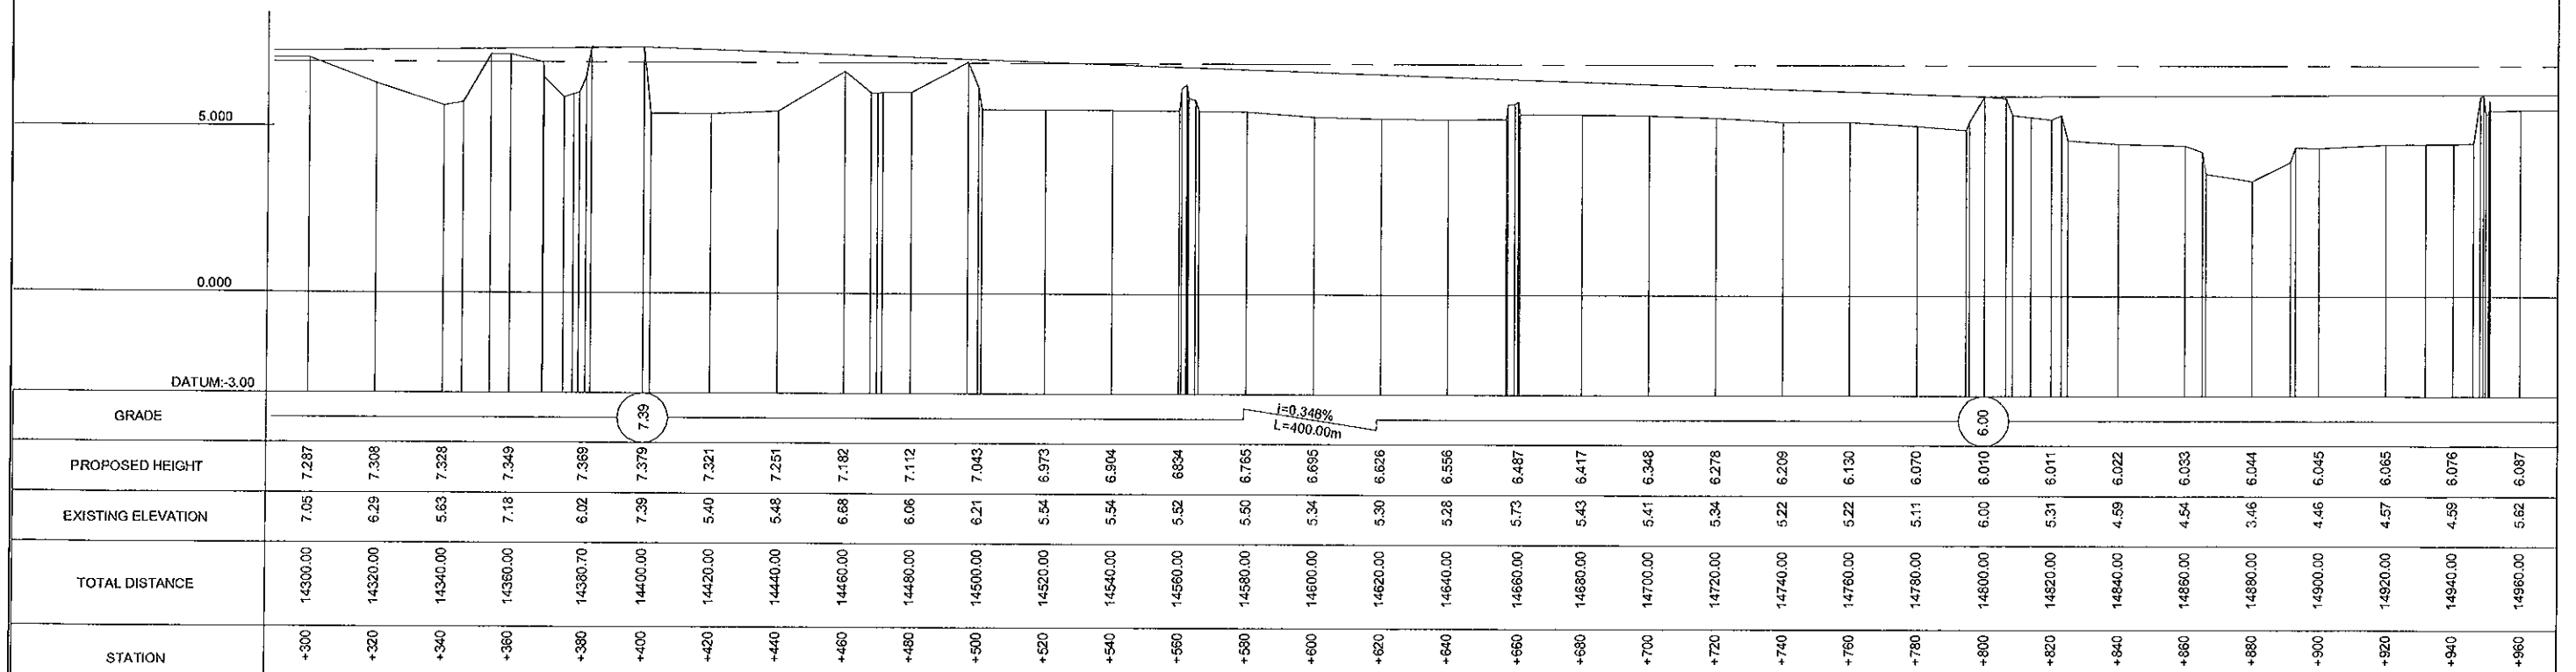 5.000
0.000
DATUM:-3.00
GRADE
7.39
i=0.348%
L=400.00m
6.00
PROPOSED HEIGHT 7.287 7.308 7.328 7.349 7.369 7.379 7.321 7.251 7.182 7.112 7.043 6.973 6.904 6834 6.765 6.695 6.626 6.556 6.487 6.417 6.348 6.278 6.209 6.130 6.070 6.010 6.011 6.022 6.033 6.044 6.045 6.065 6.076 6.087
EXISTING ELEVATION 7.05 6.29 5.63 7.18 6.02 7.39 5.40 5.48 6.68 6.06 6.21 5.54 5.54 5.52 5.50 5.34 5.30 5.28 5.73 5.43 5.41 5.34 5.22 5.22 5.11 6.00 5.31 4.59 4.54 3.46 4.46 4.57 4.59 5.62
TOTAL DISTANCE 14300.00 14320.00 14340.00 14360.00 14380.70 14400.00 14420.00 14440.00 14460.00 14480.00 14500.00 14520.00 14540.00 14560.00 14580.00 14600.00 14620.00 14640.00 14660.00 14680.00 14700.00 14720.00 14740.00 14760.00 14780.00 14800.00 14820.00 14840.00 14860.00 14880.00 14900.00 14920.00 14940.00 14960.00
STATION +300 +320 +340 +360 +380 +400 +420 +440 +460 +480 +500 +520 +540 +560 +580 +600 +620 +640 +660 +680 +700 +720 +740 +760 +780 +800 +820 +840 +860 +880 +900 +920 +940 +960